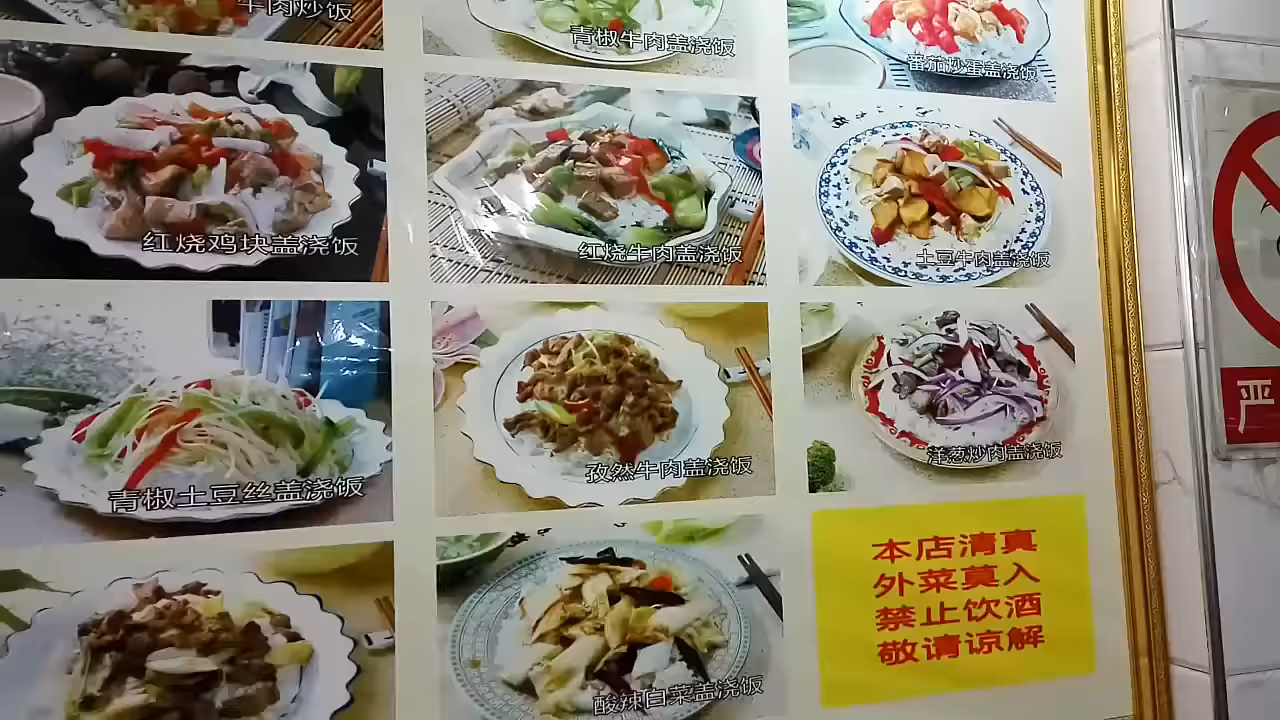 牛肉炒饭
青椒牛肉盖浇饭
番茄炒蛋盖浇饭
红烧鸡块盖浇饭
红烧牛肉盖浇饭
土豆牛肉盖浇饭
青椒土豆丝盖浇饭
孜然牛肉盖浇饭
洋葱炒肉盖浇饭
酸辣白菜盖浇饭
本店清真
外菜莫入
禁止饮酒
敬请谅解
严